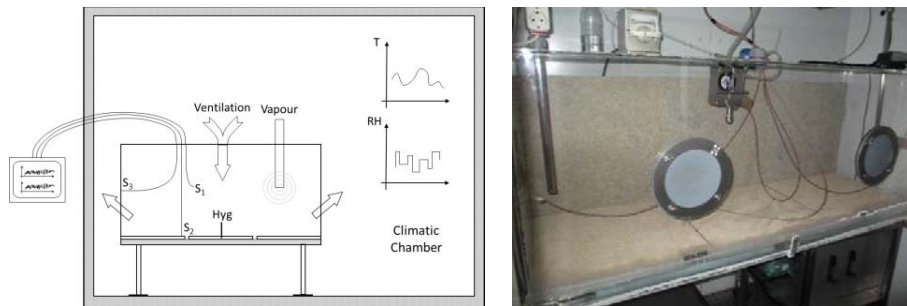 T
Ventilation
Vapour
RH
S3
S1
S2
Hyg
Climatic
Chamber